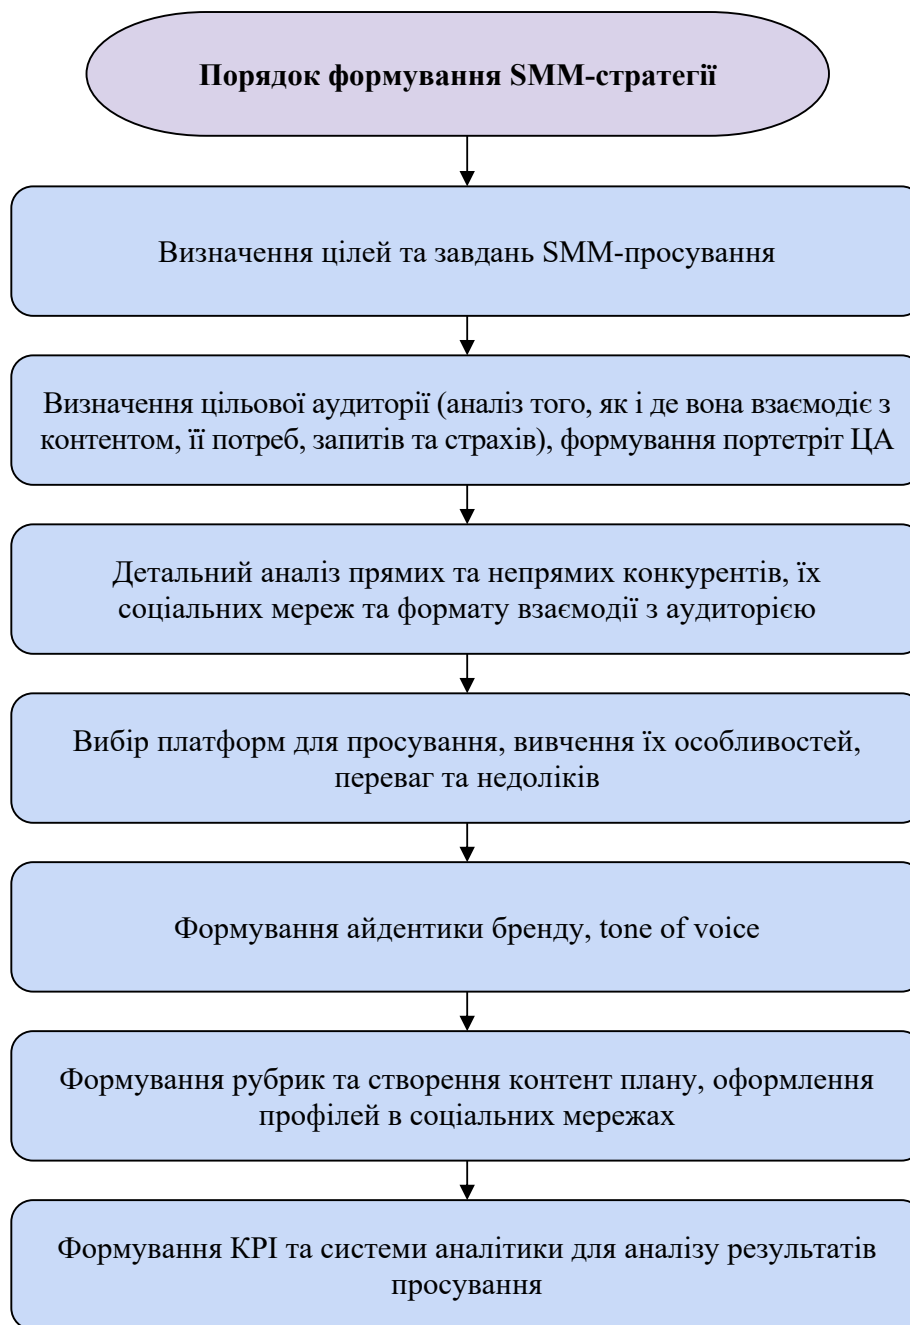 Порядок формування SMM-стратегії
Визначення цілей та завдань SMM-просування
Визначення цільової аудиторії (аналіз того, як і де вона взаємодіє з
контентом, її потреб, запитів та страхів), формування портетріт ЦА
Детальний аналіз прямих та непрямих конкурентів, їх
соціальних мереж та формату взаємодії з аудиторією
Вибір платформ для просування, вивчення їх особливостей,
переваг та недоліків
Формування айдентики бренду, tone of voice
Формування рубрик та створення контент плану, оформлення
профілей в соціальних мережах
Формування KPI та системи аналітики для аналізу результатів
просування